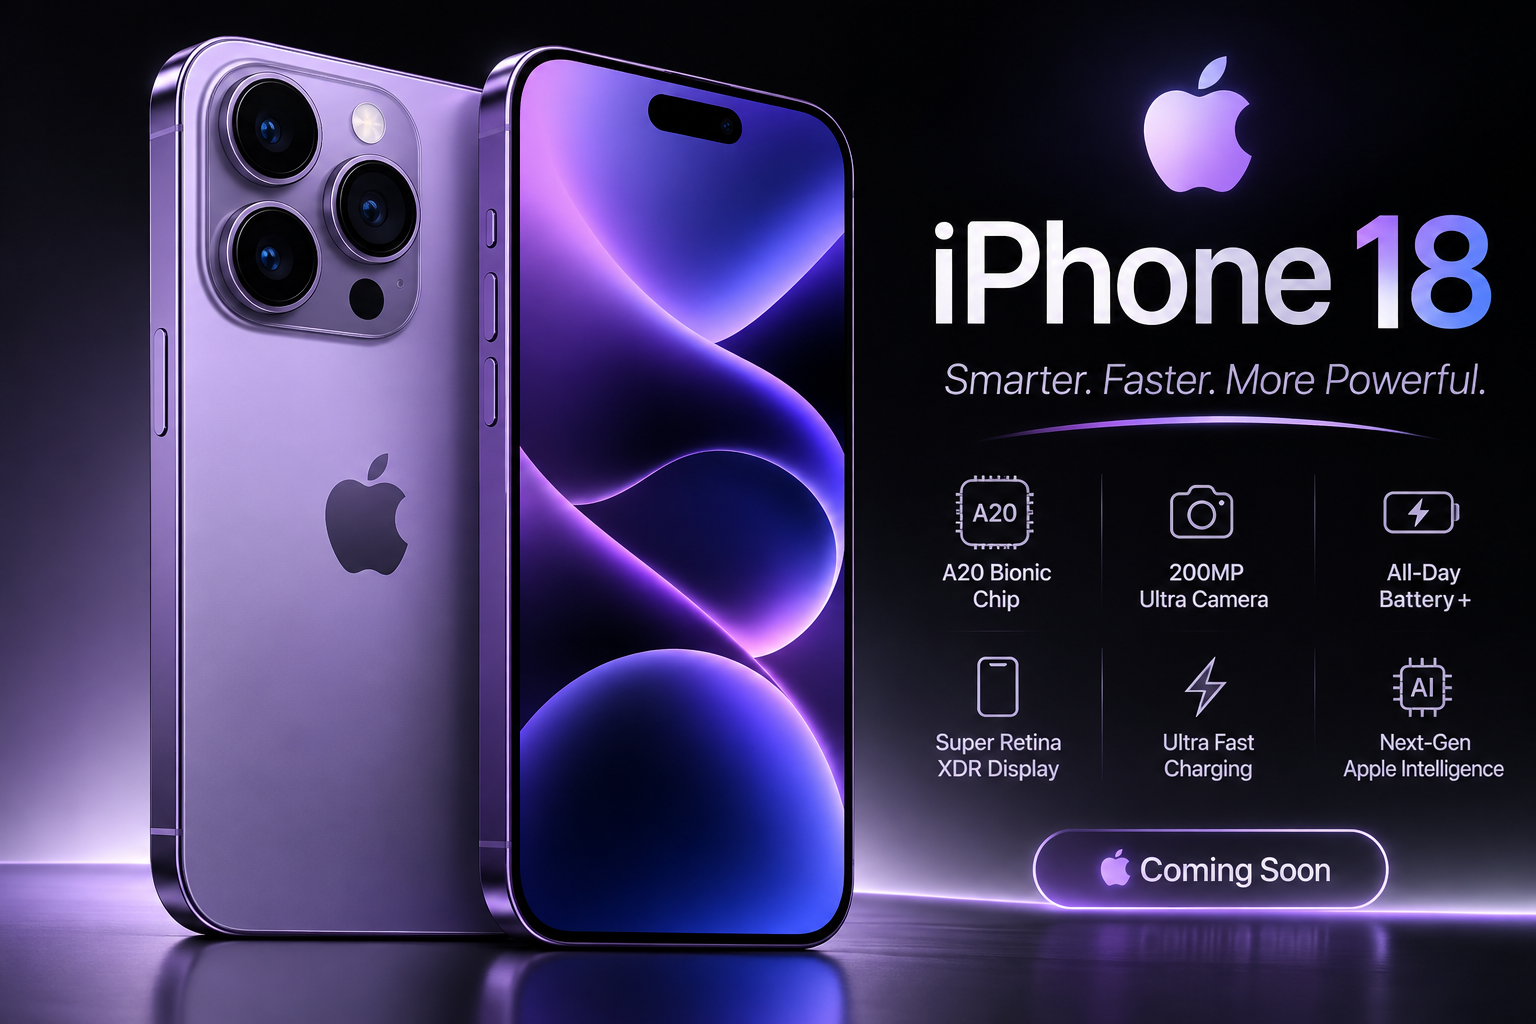 iPhone 18
Smarter. Faster. More Powerful.
A20
A20 Bionic
Chip
200MP
Ultra Camera
All-Day
Battery+
Super Retina
XDR Display
Ultra Fast
Charging
AI
Next-Gen
Apple Intelligence
Coming Soon